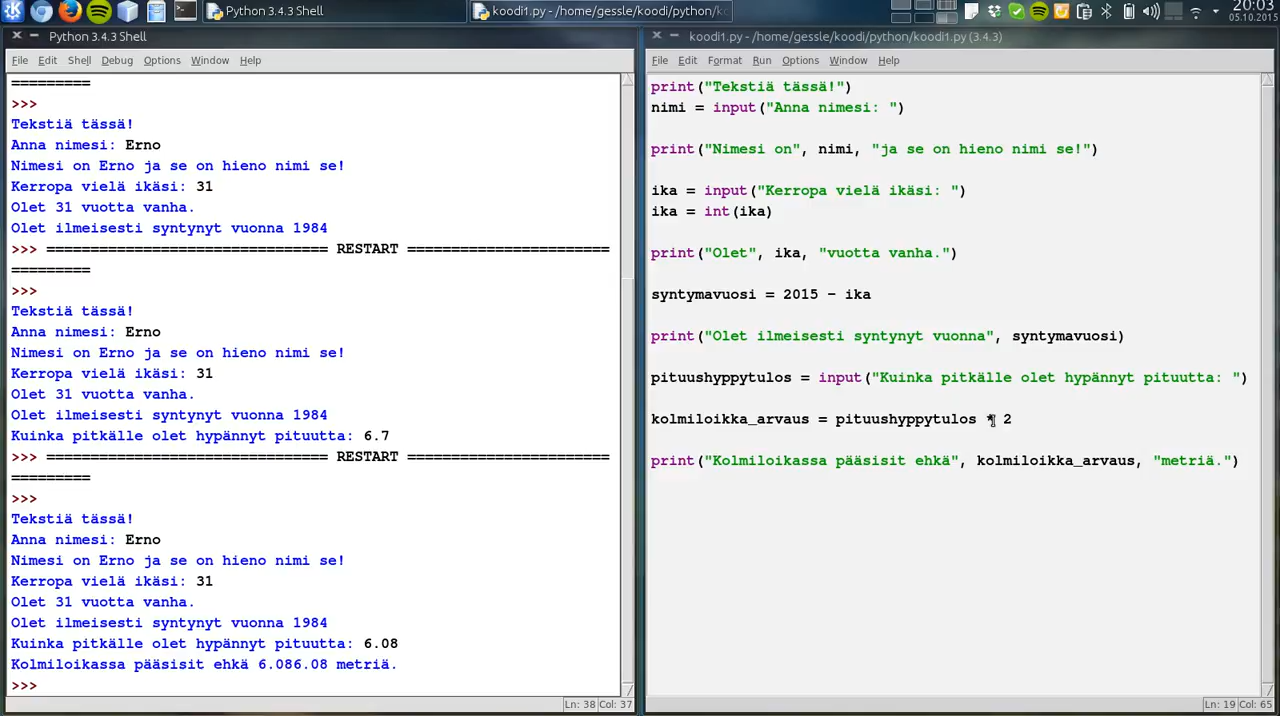 Python 3.4.3 Shell
koodi1.py - /home/gessle/koodi/python/k
20:03
05.10.2015
Python 3.4.3 Shell
File Edit Shell Debug Options Windows Help
=========
>>>
Tekstiä tässä!
Anna nimesi: Erno
Nimesi on Erno ja se on hieno nimi se!
Kerropa vielä ikäsi: 31
Olet 31 vuotta vanha.
Olet ilmeisesti syntynyt vuonna 1984
>>> ================================ RESTART =======================
=========
>>>
Tekstiä tässä!
Anna nimesi: Erno
Nimesi on Erno ja se on hieno nimi se!
Kerropa vielä ikäsi: 31
Olet 31 vuotta vanha.
Olet ilmeisesti syntynyt vuonna 1984
Kuinka pitkälle olet hypännyt pituutta: 6.7
>>> ================================ RESTART =======================
=========
>>>
Tekstiä tässä!
Anna nimesi: Erno
Nimesi on Erno ja se on hieno nimi se!
Kerropa vielä ikäsi: 31
Olet 31 vuotta vanha.
Olet ilmeisesti syntynyt vuonna 1984
Kuinka pitkälle olet hypännyt pituutta: 6.08
Kolmiloikassa pääsisit ehkä 6.086.08 metriä.
>>>
Ln: 38 Col: 37
koodi1.py - /home/gessle/koodi/python/koodi1.py (3.4.3)
File Edit Format Run Options Windows Help
print("Tekstiä tässä!")
nimi = input("Anna nimesi: ")
print("Nimesi on", nimi, "ja se on hieno nimi se!")
ika = input("Kerropa vielä ikäsi: ")
ika = int(ika)
print("Olet", ika, "vuotta vanha.")
syntymavuosi = 2015 - ika
print("Olet ilmeisesti syntynyt vuonna", syntymavuosi)
pituushyppytulos = input("Kuinka pitkälle olet hypännyt pituutta: ")
kolmiloikka_arvaus = pituushyppytulos * 2
print("Kolmiloikassa pääsisit ehkä", kolmiloikka_arvaus, "metriä.")
Ln: 19 Col: 65